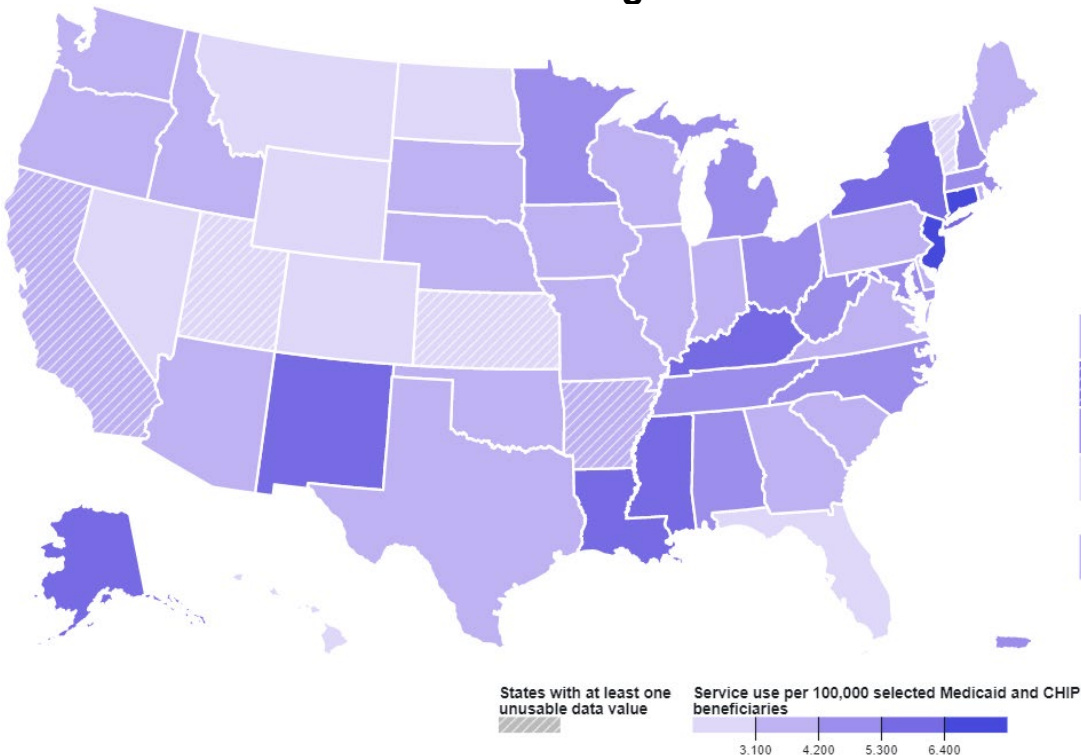 States with at least one
unusable data value
Service use per 100,000 selected Medicaid and CHIP
beneficiaries
3.100 4.200 5.300 6.400